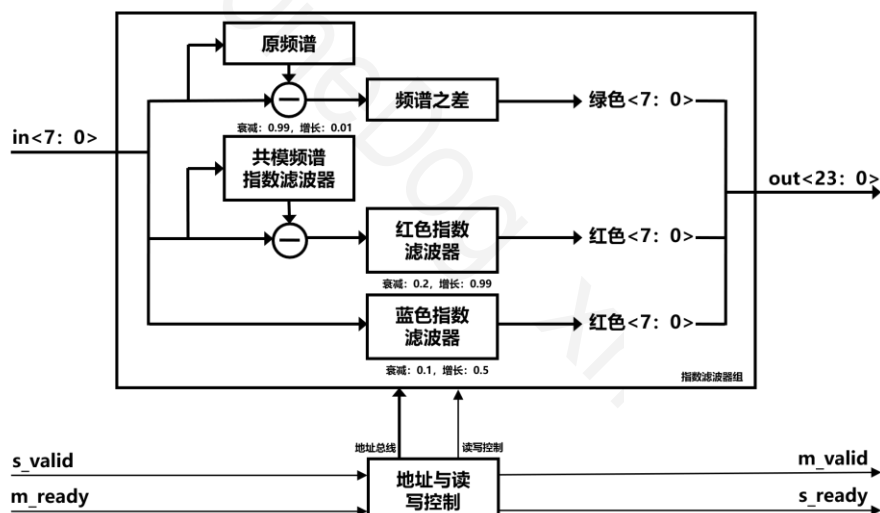 原频谱
频谱之差
绿色<7：0>
衰减：0.99，增长：0.01
in<7：0>
共模频谱
指数滤波器
out<23：0>
红色指数
滤波器
红色<7：0>
衰减：0.2，增长：0.99
蓝色指数
滤波器
红色<7：0>
衰减：0.1，增长：0.5
指数滤波器组
地址总线
读写控制
s_valid
地址与读
写控制
m_valid
m_ready
s_ready